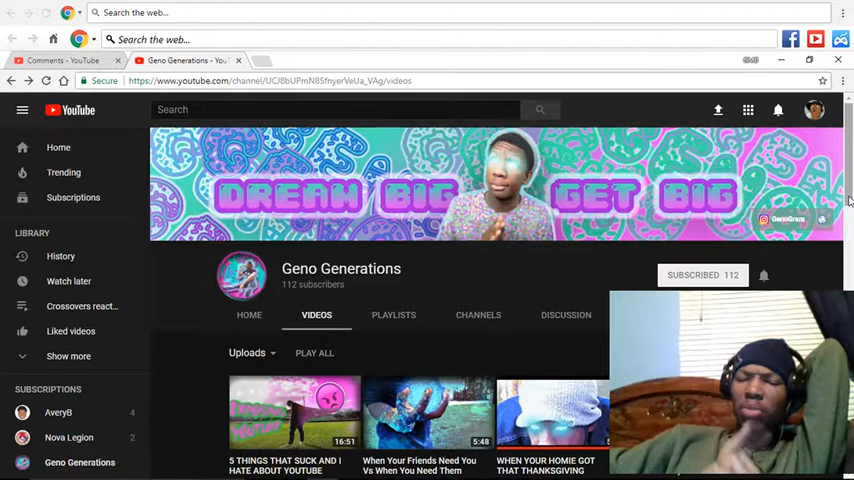 Search the web...
Search the web...
Comments - YouTube
Geno Generations - You
Secure https://www.youtube.com/channel/UCJ8bUPmN85fnyerVeUa_VAg/videos
YouTube
Search
Home
Trending
Subscriptions
LIBRARY
History
Watch later
Crossovers react...
Liked videos
Show more
SUBSCRIPTIONS
AveryB 4
Nova Legion 2
Geno Generations
DREAM BIG GET BIG
GenoGram
Geno Generations
112 subscribers
SUBSCRIBED 112
HOME VIDEOS PLAYLISTS CHANNELS DISCUSSION
Uploads PLAY ALL
16:51
5:48
5 THINGS THAT SUCK AND I
HATE ABOUT YOUTUBE
When Your Friends Need You
Vs When You Need Them
WHEN YOUR HOMIE GOT
THAT THANKSGIVING